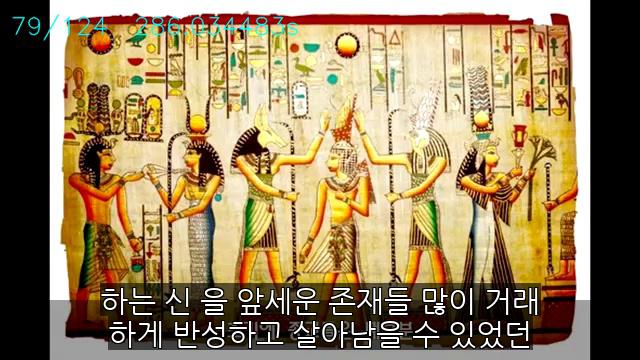 79/124 286.034483s
하는 신 을 앞세운 존재들 많이 거래
하게 반성하고 살아남을 수 있었던